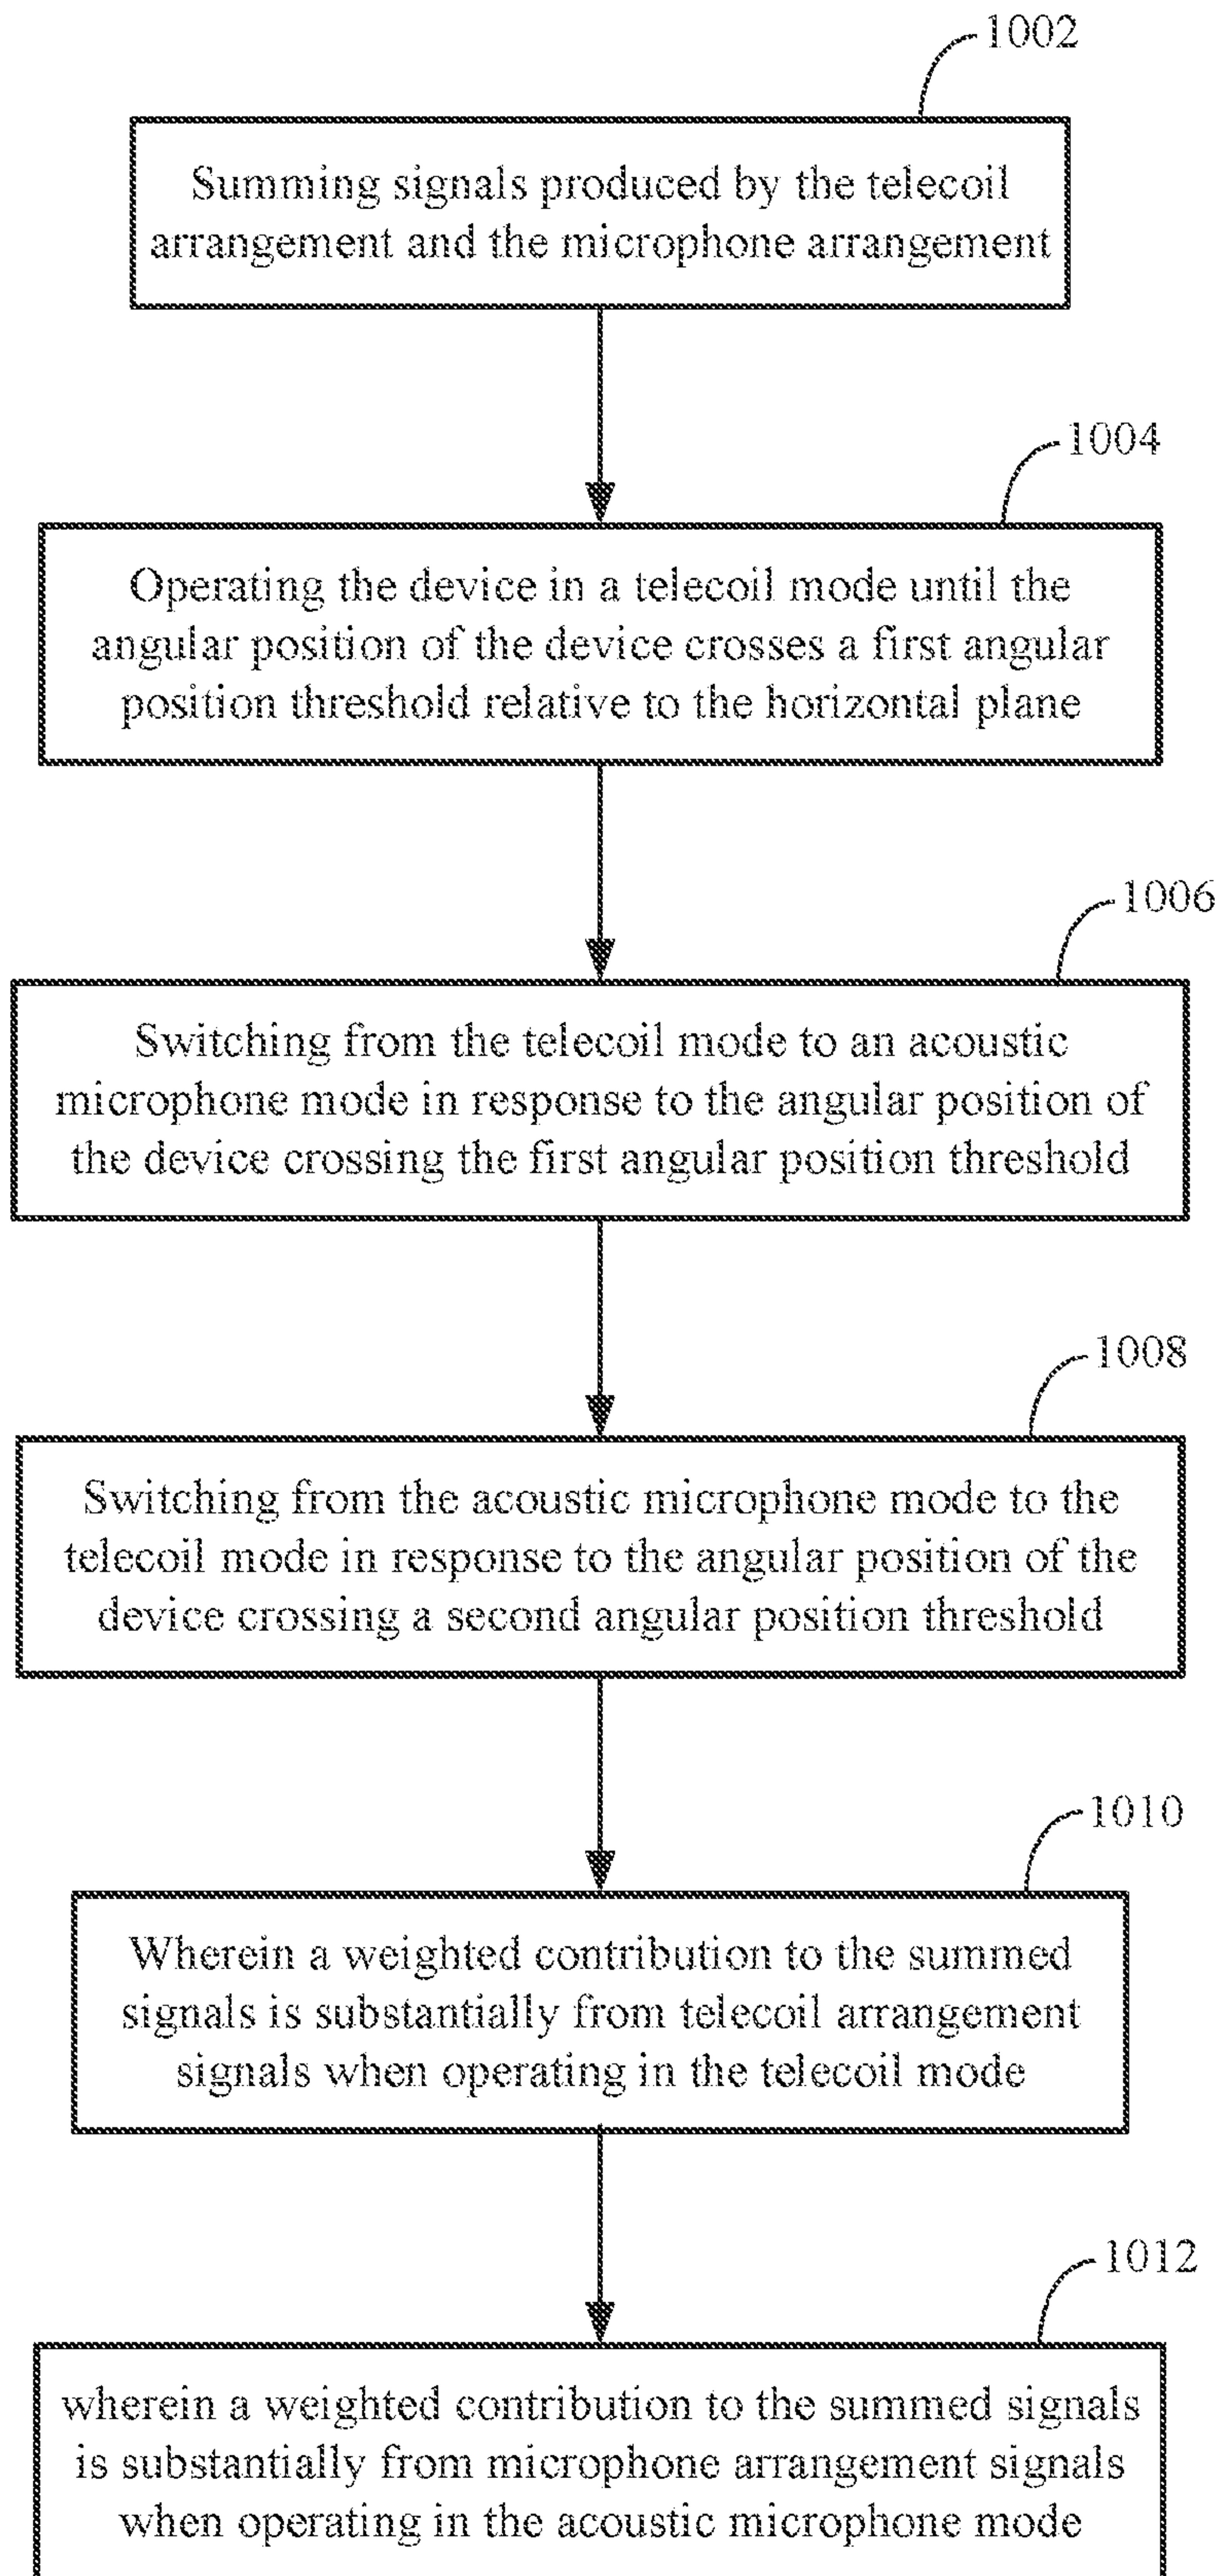 1002
Summing signals produced by the telecoil
arrangement and the microphone arrangement
1004
Operating the device in a telecoil mode until the
angular position of the device crosses a first angular
position threshold relative to the horizontal plane
1006
Switching from the telecoil mode to an acoustic
microphone mode in response to the angular position of
the device crossing the first angular position threshold
1008
Switching from the acoustic microphone mode to the
telecoil mode in response to the angular position of the
device crossing a second angular position threshold
1010
Wherein a weighted contribution to the summed
signals is substantially from telecoil arrangement
signals when operating in the telecoil mode
1012
wherein a weighted contribution to the summed signals
is substantially from microphone arrangement signals
when operating in the acoustic microphone mode